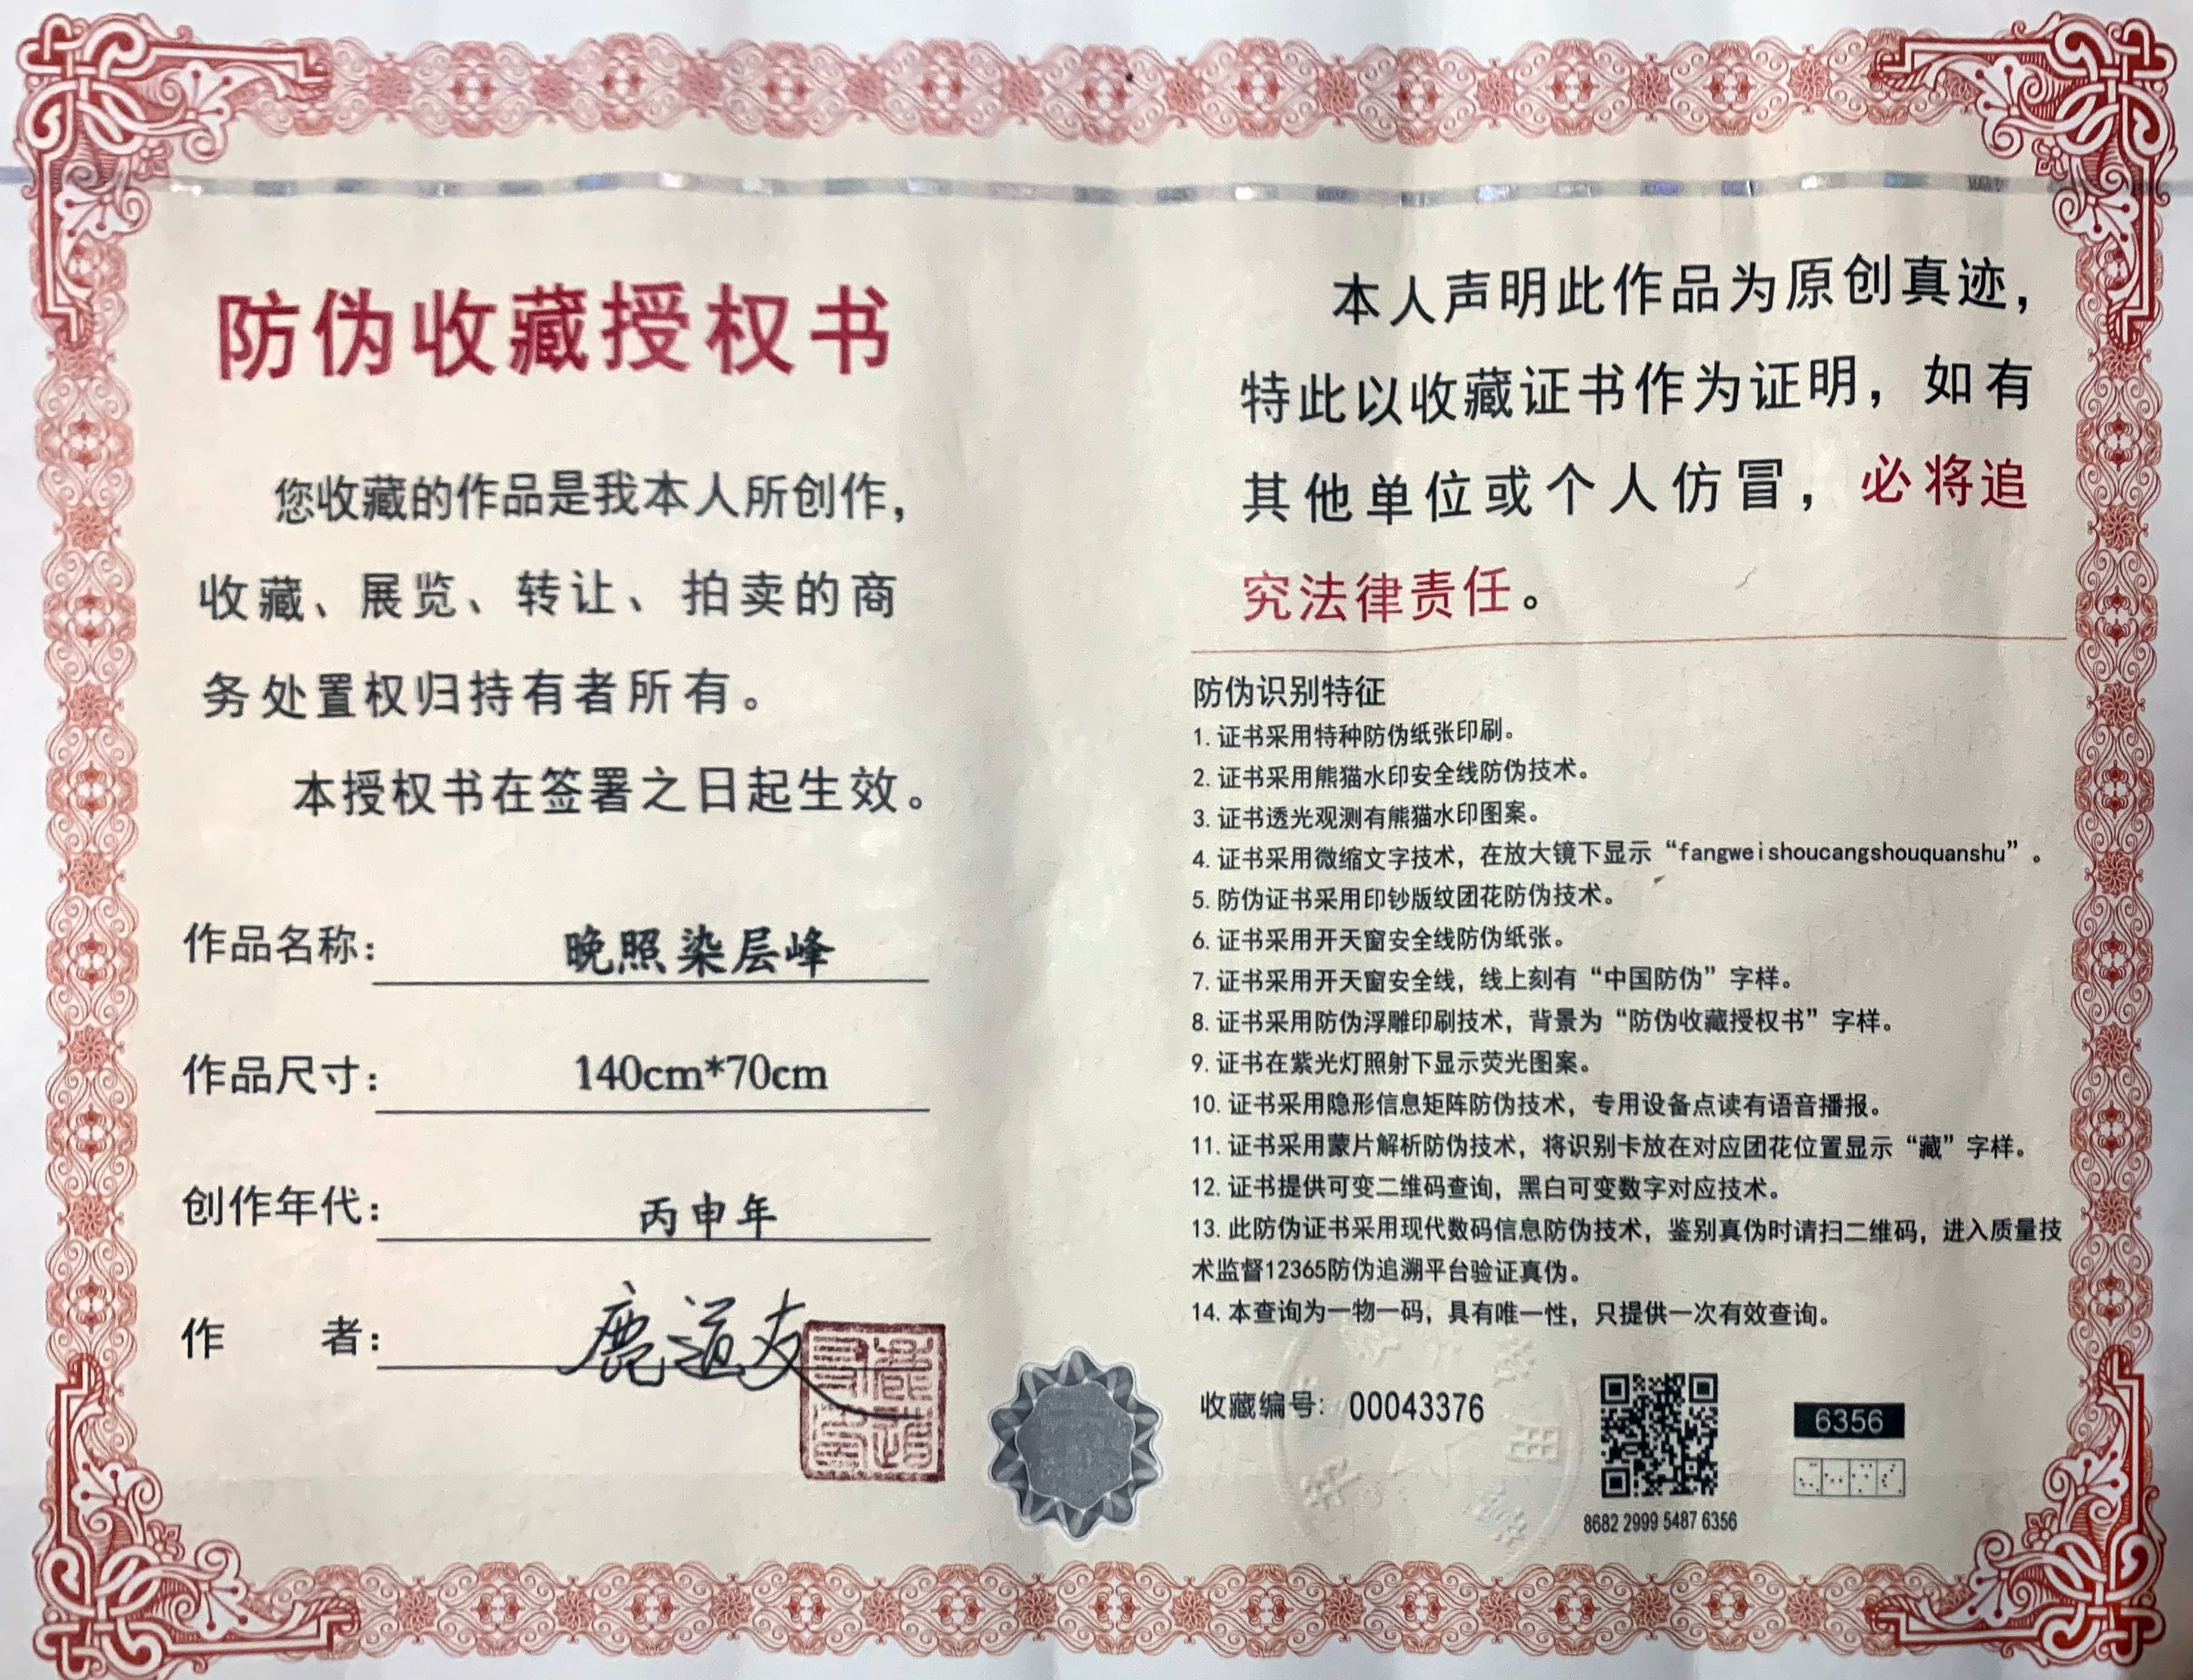 防伪收藏授权书
您收藏的作品是我本人所创作，
收藏、展览、转让、拍卖的商
务处置权归持有者所有。
本授权书在签署之日起生效。
作品名称：晚照染层峰
作品尺寸：140cm*70cm
创作年代：丙申年
作 者：鹿道友
本人声明此作品为原创真迹，
特此以收藏证书作为证明，如有
其他单位或个人仿冒，必将追
究法律责任。
防伪识别特征
1. 证书采用特种防伪纸张印刷。
2. 证书采用熊猫水印安全线防伪技术。
3. 证书透光观测有熊猫水印图案。
4. 证书采用微缩文字技术，在放大镜下显示“fangweishoucangshouquanshu”。
5. 防伪证书采用印钞版纹团花防伪技术。
6. 证书采用开天窗安全线防伪纸张。
7. 证书采用开天窗安全线，线上刻有“中国防伪”字样。
8. 证书采用防伪浮雕印刷技术，背景为“防伪收藏授权书”字样。
9. 证书在紫光灯照射下显示荧光图案。
10. 证书采用隐形信息矩阵防伪技术，专用设备点读有语音播报。
11. 证书采用蒙片解析防伪技术，将识别卡放在对应团花位置显示“藏”字样。
12. 证书提供可变二维码查询，黑白可变数字对应技术。
13. 此防伪证书采用现代数码信息防伪技术，鉴别真伪时请扫二维码，进入质量技
术监督12365防伪追溯平台验证真伪。
14. 本查询为一物一码，具有唯一性，只提供一次有效查询。
收藏编号：00043376
6356
8682 2999 5487 6356